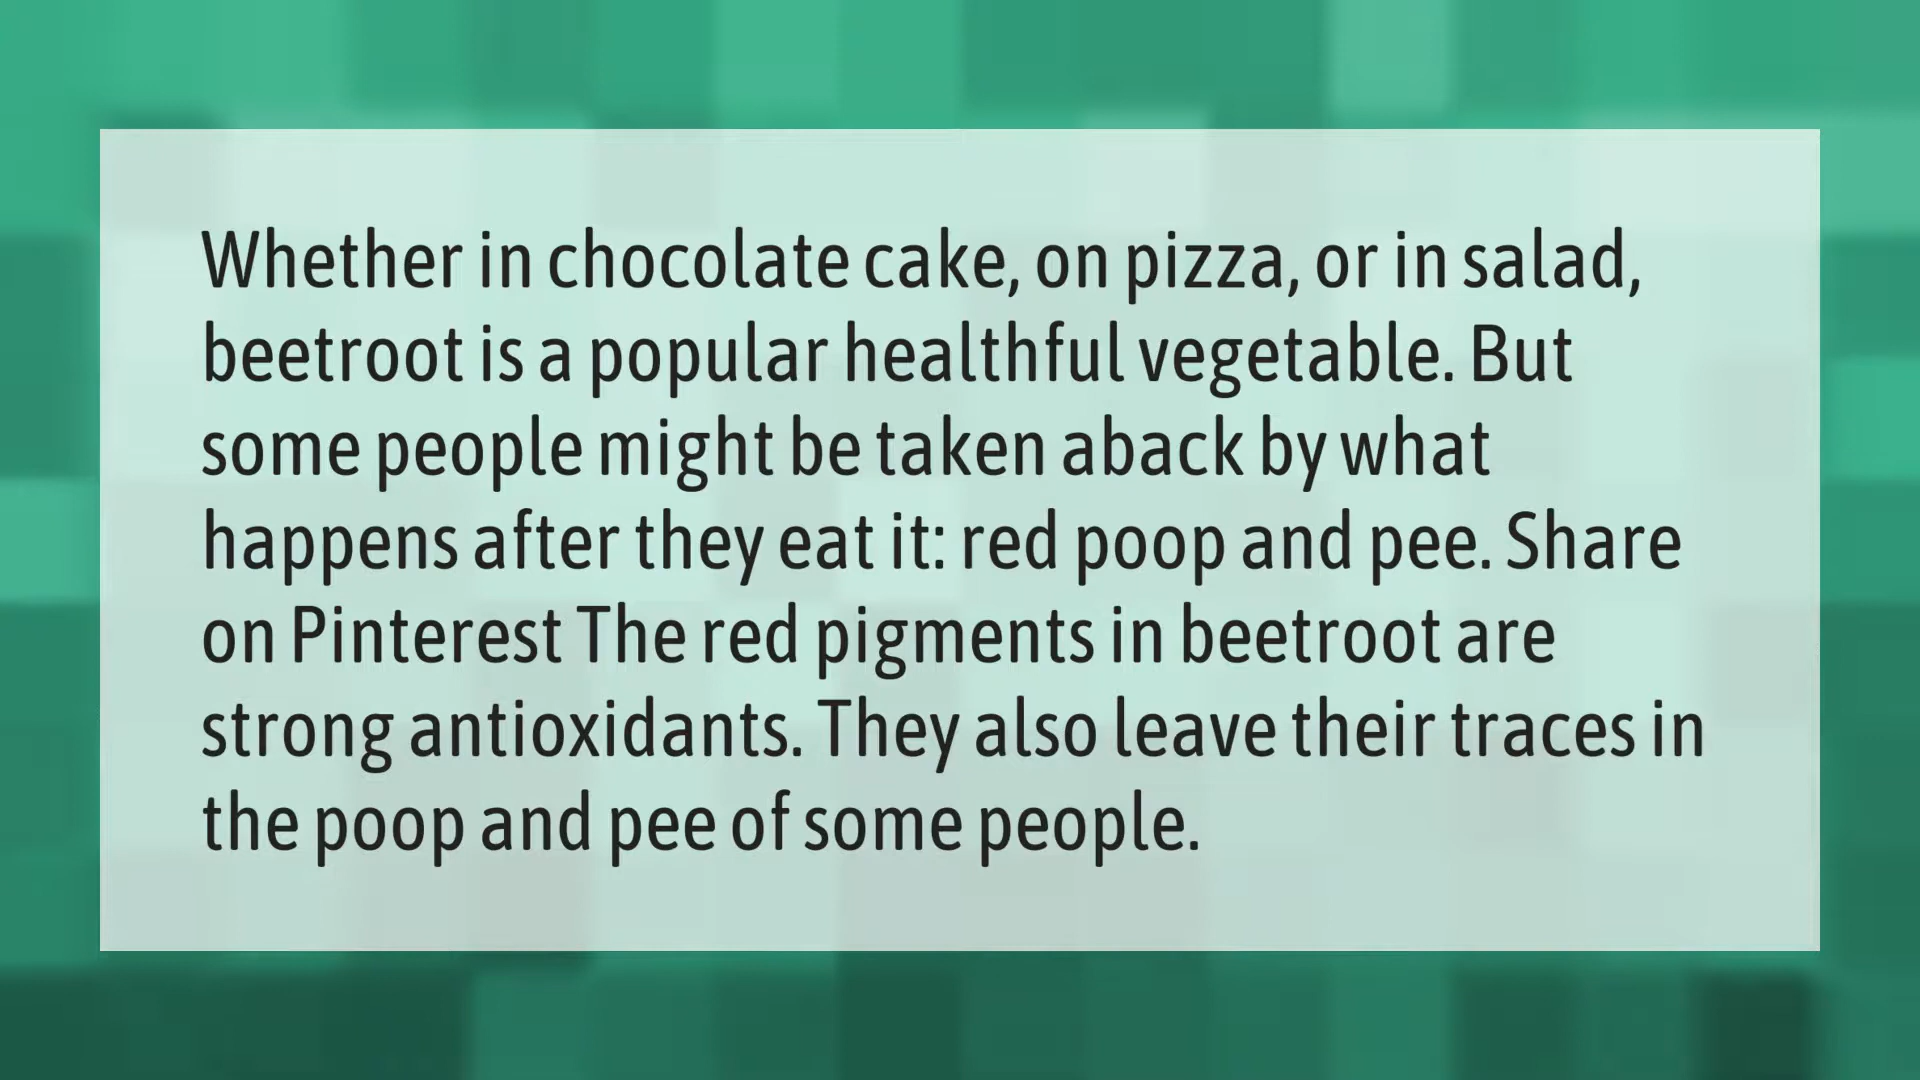 Whether in chocolate cake, on pizza, or in salad,
beetroot is a popular healthful vegetable. But
some people might be taken aback by what
happens after they eat it: red poop and pee. Share
on Pinterest The red pigments in beetroot are
strong antioxidants. They also leave their traces in
the poop and pee of some people.